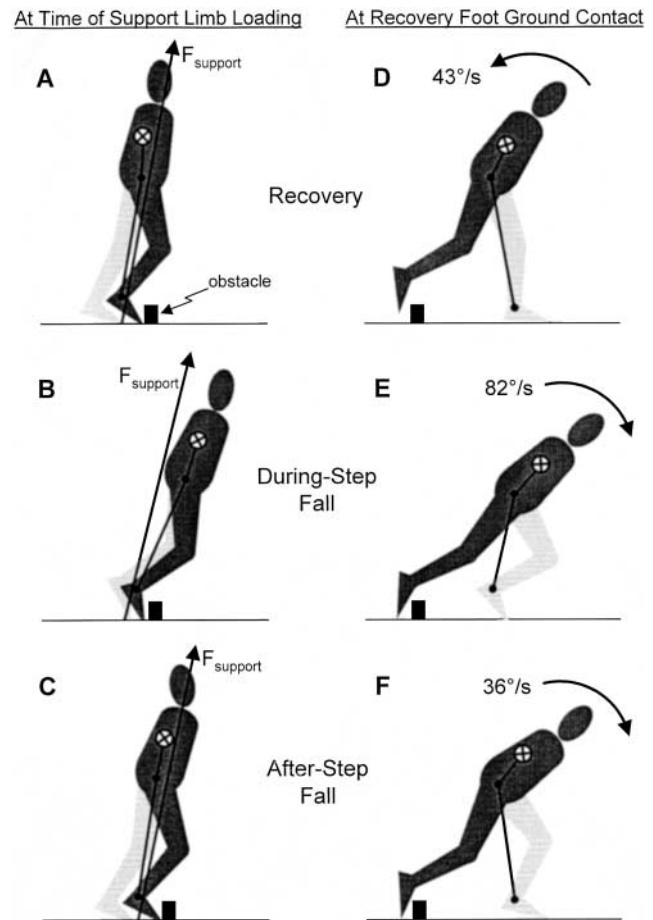 At Time of Support Limb Loading
At Recovery Foot Ground Contact
A
Fsupport
D
43°/s
Recovery
obstacle
B
Fsupport
E
82°/s
During-Step
Fall
C
Fsupport
F
36°/s
After-Step
Fall